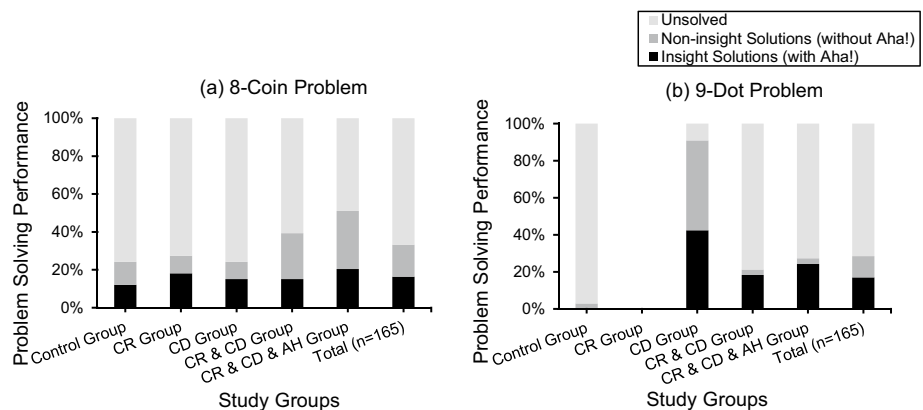 Unsolved
Non-insight Solutions (without Aha!)
Insight Solutions (with Aha!)
(a) 8-Coin Problem
Problem Solving Performance
100%
80%
60%
40%
20%
0%
Control Group
CR Group
CD Group
CR & CD Group
CR & CD & AH Group
Total (n=165)
Study Groups
(b) 9-Dot Problem
Problem Solving Performance
100%
80%
60%
40%
20%
0%
Control Group
CR Group
CD Group
CR & CD Group
CR & CD & AH Group
Total (n=165)
Study Groups